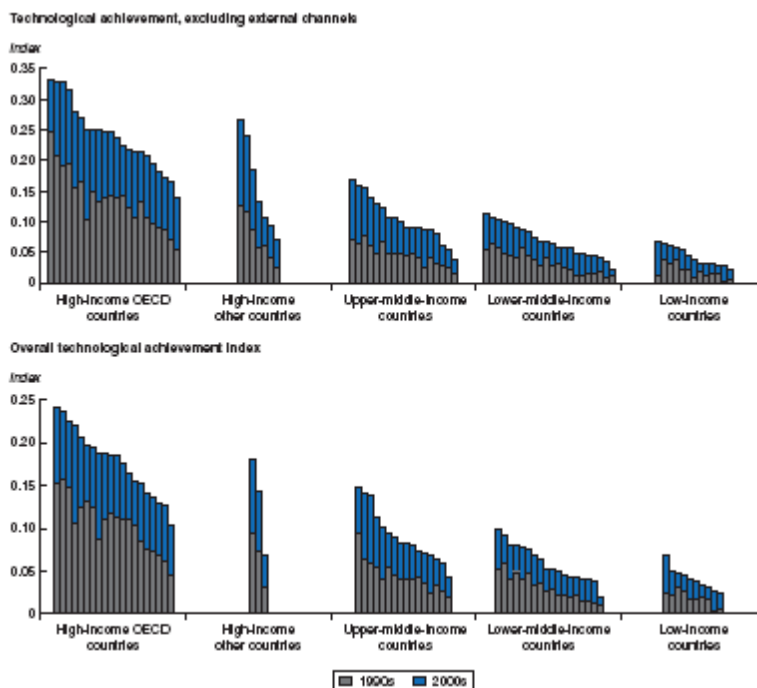 Technological achievement, excluding external channels
Index
0.35
0.30
0.25
0.20
0.15
0.10
0.05
0
High-income OECD countries
High-income other countries
Upper-middle-income countries
Lower-middle-income countries
Low-income countries
Overall technological achievement index
Index
0.25
0.20
0.15
0.10
0.05
0
High-income OECD countries
High-income other countries
Upper-middle-income countries
Lower-middle-income countries
Low-income countries
1990s 2000s